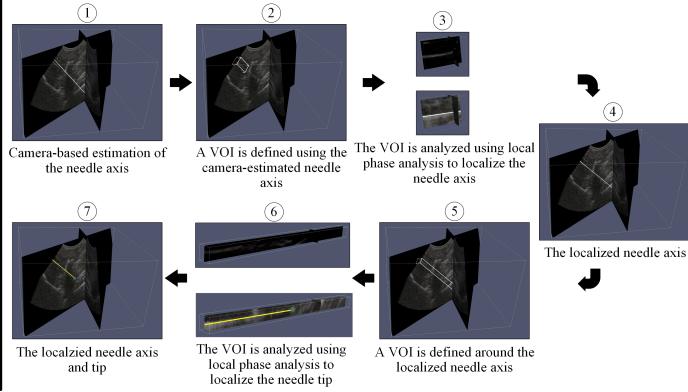 1
Camera-based estimation of
the needle axis
2
A VOI is defined using the
camera-estimated needle
axis
3
The VOI is analyzed using local
phase analysis to localize the
needle axis
4
The localized needle axis
5
A VOI is defined around the
localized needle axis
6
The VOI is analyzed using
local phase analysis to
localize the needle tip
7
The localzied needle axis
and tip